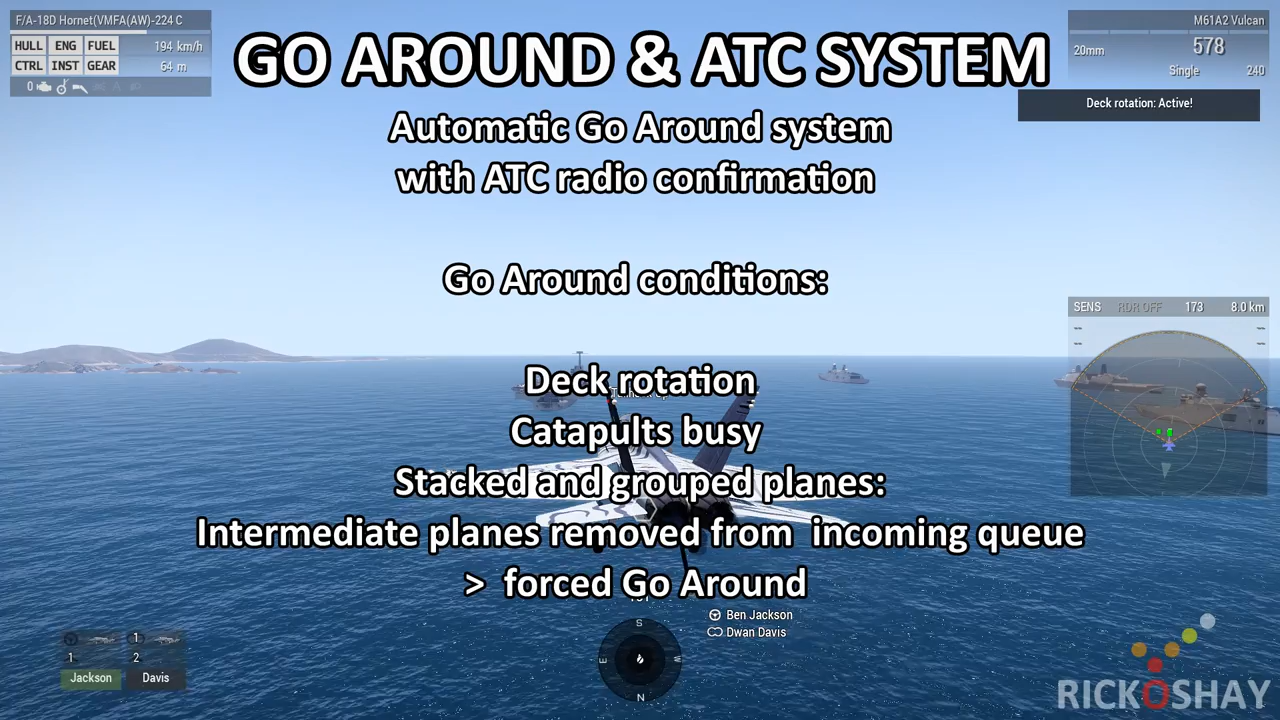 F/A-18D Hornet(VMFA(AW)-224 C
HULL ENG FUEL 194 km/h
CTRL INST GEAR 64 m
0
M61A2 Vulcan
20mm 578
Single 240
Deck rotation: Active!
GO AROUND & ATC SYSTEM
Automatic Go Around system
with ATC radio confirmation
Go Around conditions:
SENS RDR OFF 173 8.0 km
Deck rotation
Catapults busy
Stacked and grouped planes:
Intermediate planes removed from incoming queue
> forced Go Around
Ben Jackson
Dwan Davis
S
E W
N
1
1 2
Jackson Davis
RICKOSHAY